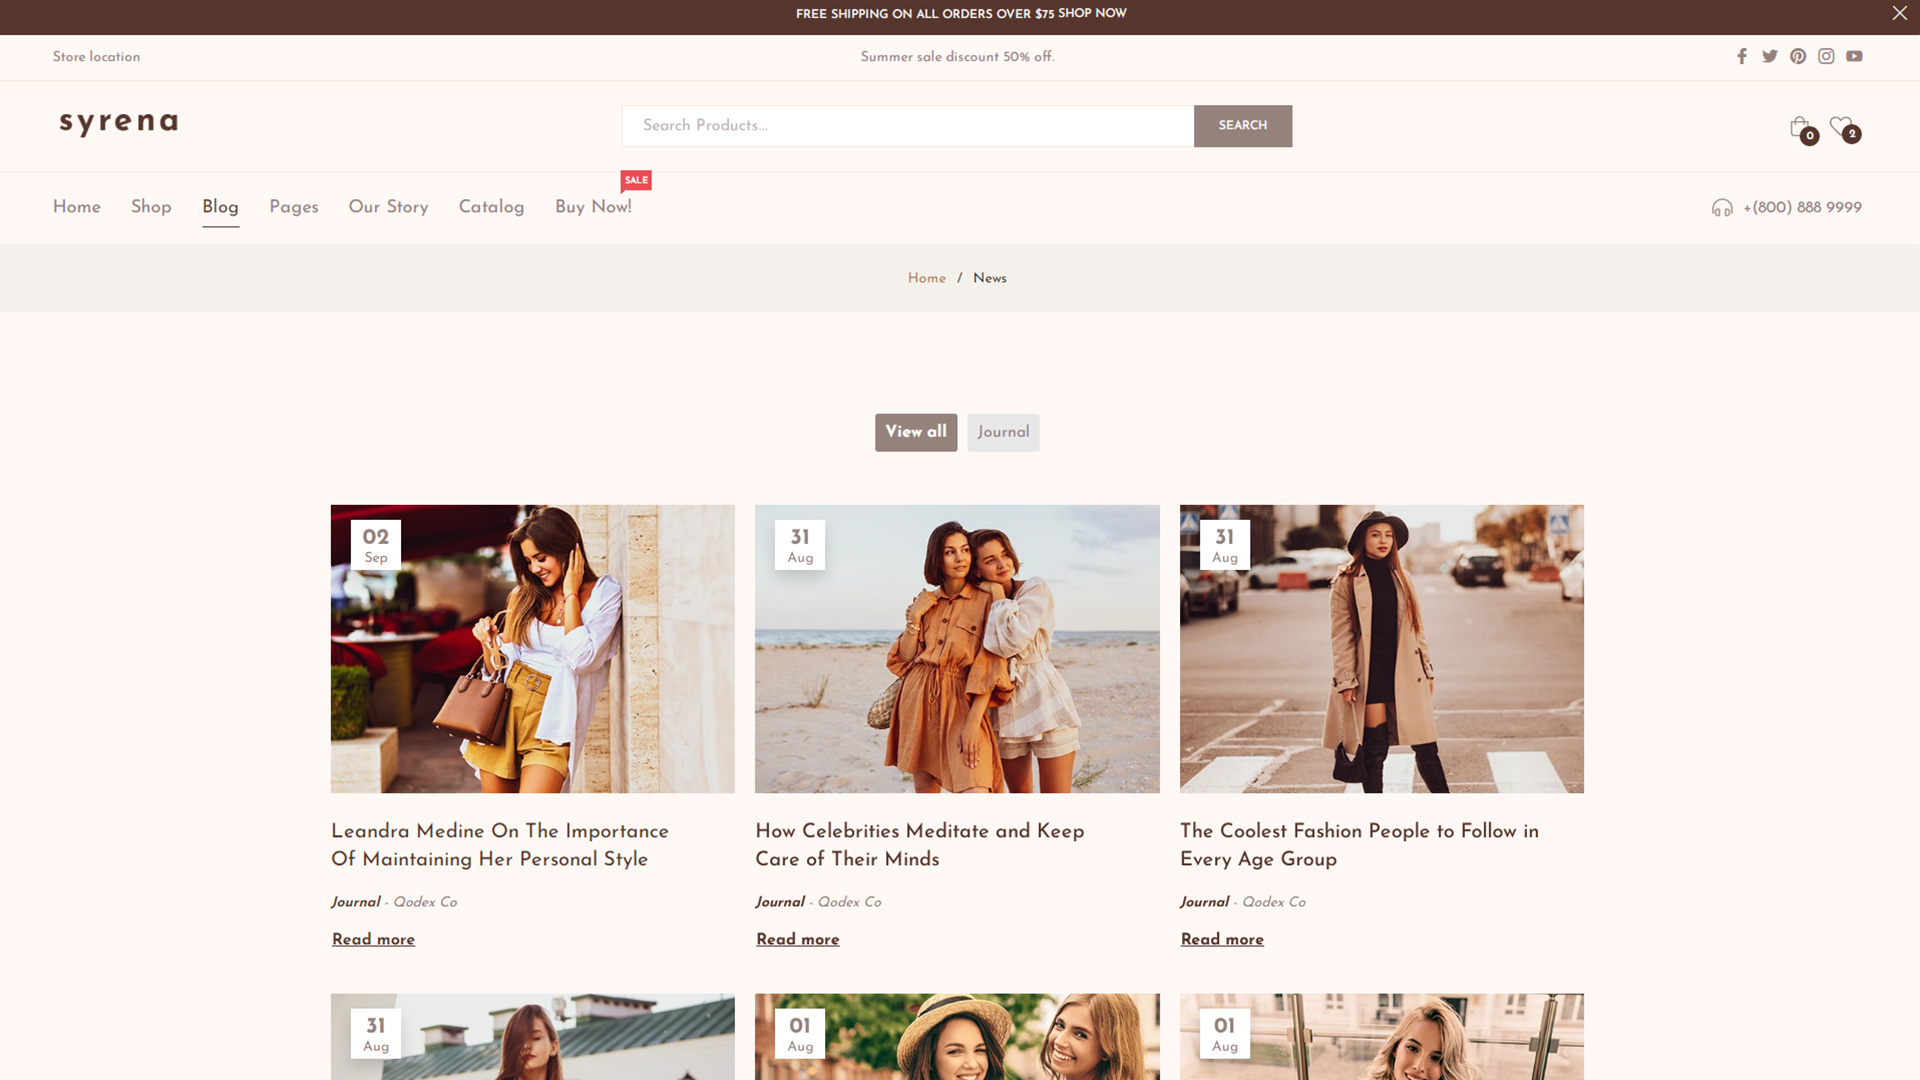 FREE SHIPPING ON ALL ORDERS OVER $75 SHOP NOW
Store location
Summer sale discount 50% off.
syrena
Search Products...
SEARCH
0
2
SALE
Home
Shop
Blog
Pages
Our Story
Catalog
Buy Now!
+(800) 888 9999
Home / News
View all
Journal
02
Sep
31
Aug
31
Aug
Leandra Medine On The Importance
Of Maintaining Her Personal Style
Journal - Qodex Co
Read more
How Celebrities Meditate and Keep
Care of Their Minds
Journal - Qodex Co
Read more
The Coolest Fashion People to Follow in
Every Age Group
Journal - Qodex Co
Read more
31
Aug
01
Aug
01
Aug